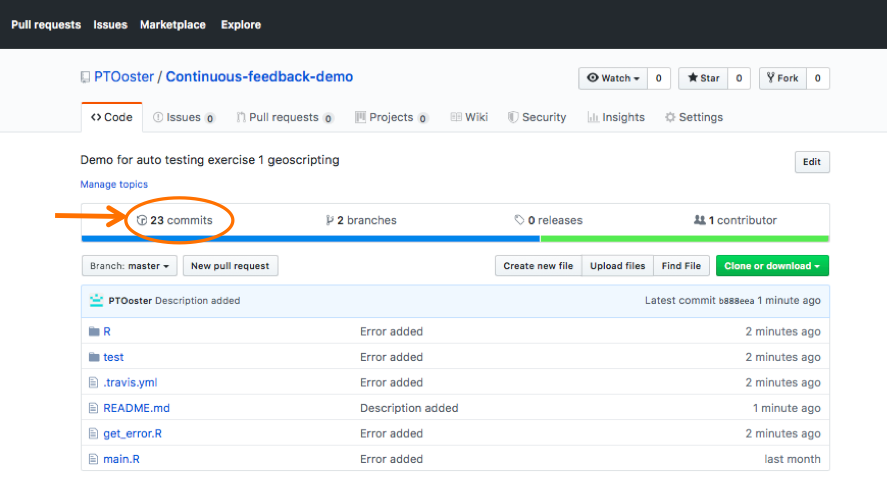 Pull requests Issues Marketplace Explore
PTOoster / Continuous-feedback-demo Watch 0 Star 0 Fork 0
<> Code Issues 0 Pull requests 0 Projects 0 Wiki Security Insights Settings
Demo for auto testing exercise 1 geoscripting Edit
Manage topics
23 commits 2 branches 0 releases 1 contributor
Branch: master New pull request Create new file Upload files Find File Clone or download
PTOoster Description added Latest commit b888eea 1 minute ago
R Error added 2 minutes ago
test Error added 2 minutes ago
.travis.yml Error added 2 minutes ago
README.md Description added 1 minute ago
get_error.R Error added 2 minutes ago
main.R Error added last month